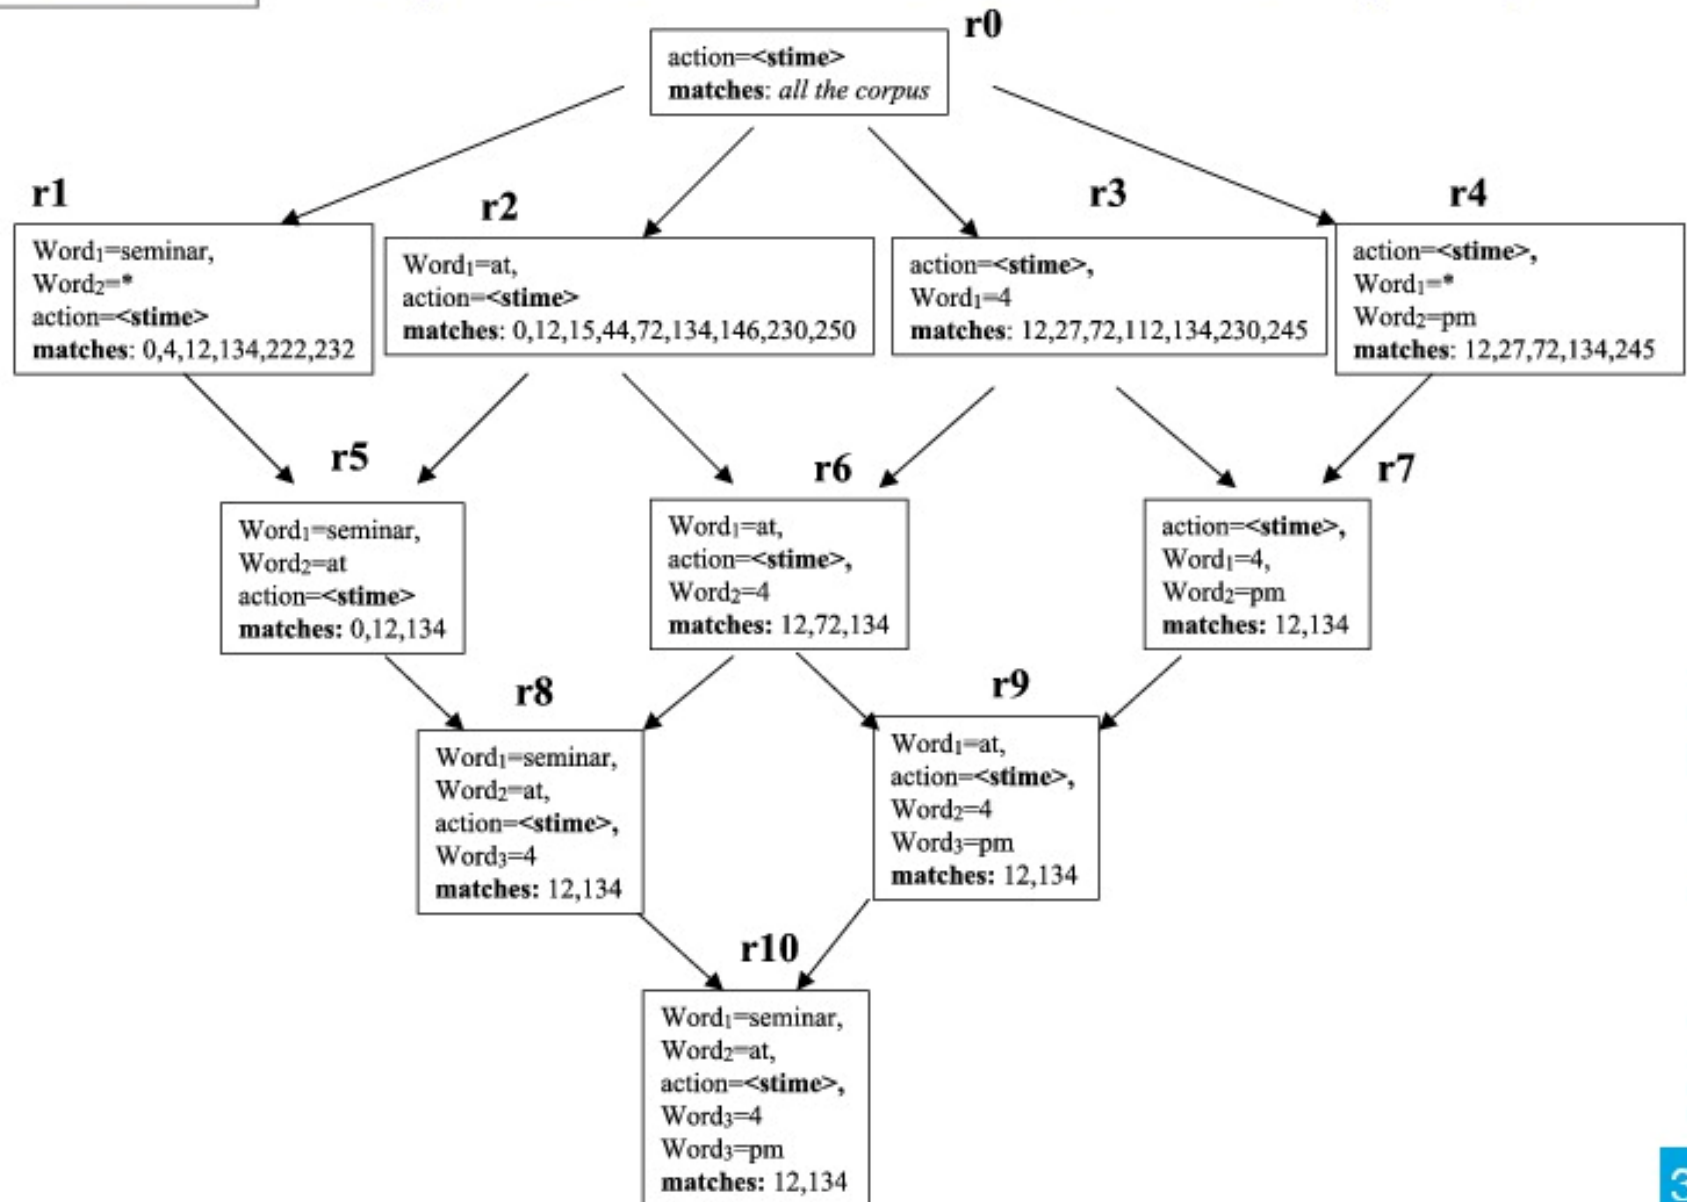 r0
action=<stime>
matches: all the corpus
r1
Word1=seminar,
Word2=*
action=<stime>
matches: 0,4,12,134,222,232
r2
Word1=at,
action=<stime>
matches: 0,12,15,44,72,134,146,230,250
r3
action=<stime>,
Word1=4
matches: 12,27,72,112,134,230,245
r4
action=<stime>,
Word1=*
Word2=pm
matches: 12,27,72,134,245
r5
Word1=seminar,
Word2=at
action=<stime>
matches: 0,12,134
r6
Word1=at,
action=<stime>,
Word2=4
matches: 12,72,134
r7
action=<stime>,
Word1=4,
Word2=pm
matches: 12,134
r8
Word1=seminar,
Word2=at,
action=<stime>,
Word3=4
matches: 12,134
r9
Word1=at,
action=<stime>,
Word2=4
Word3=pm
matches: 12,134
r10
Word1=seminar,
Word2=at,
action=<stime>,
Word3=4
Word3=pm
matches: 12,134